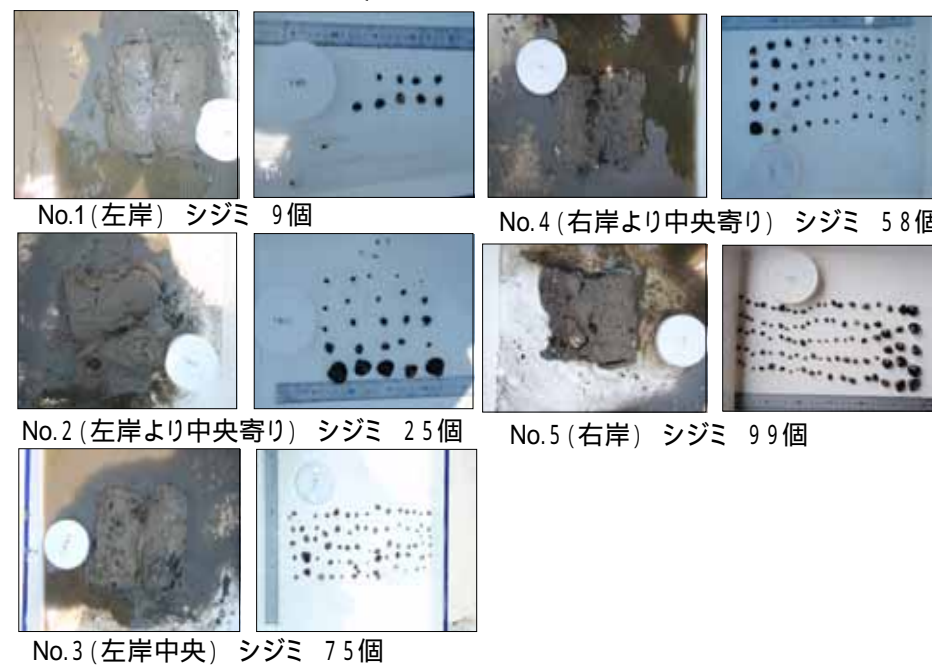 No.1(左岸) シジミ 9個
No.4(右岸より中央寄り) シジミ 58個
No.2(左岸より中央寄り) シジミ 25個
No.5(右岸) シジミ 99個
No.3(左岸中央) シジミ 75個